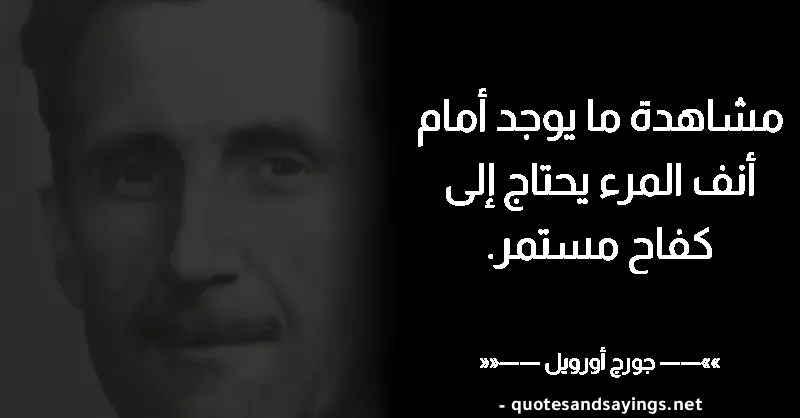 مشاهدة ما يوجد أمام
أنف المرء يحتاج إلى
كفاح مستمر.
»»——— جورج أورويل ———««
- quotesandsayings.net